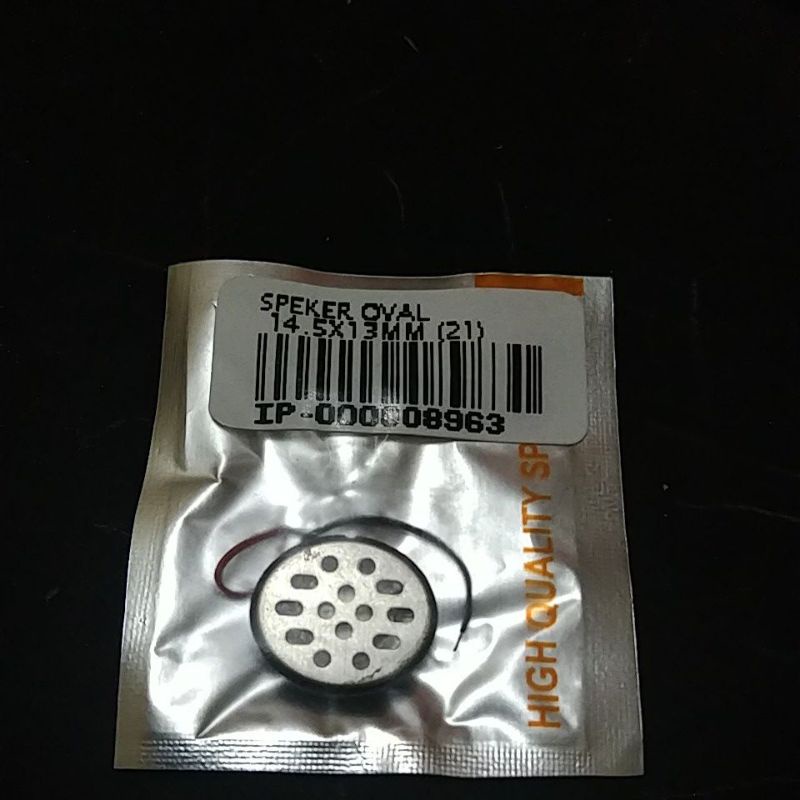 SPEKER OVAL
14.5X13MM (21)
IP-000008963
HIGH QUALITY SP